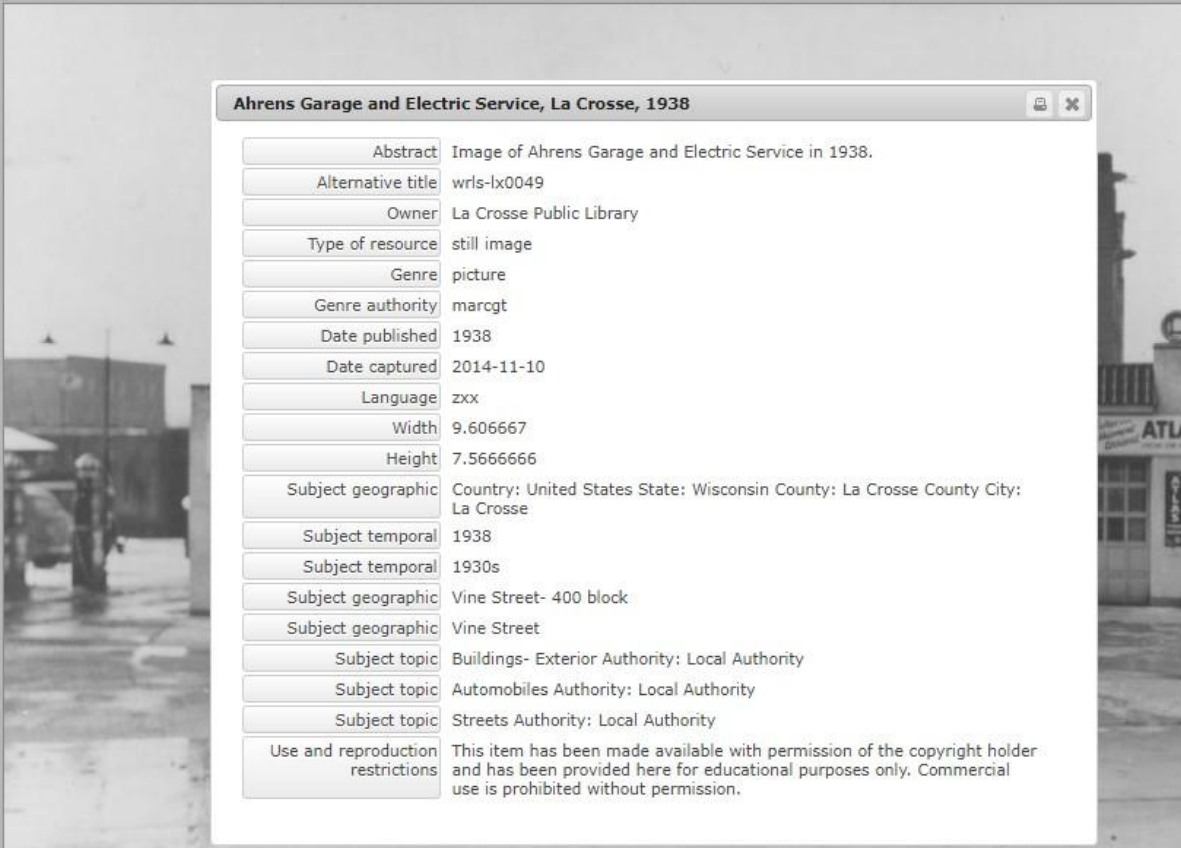 Ahrens Garage and Electric Service, La Crosse, 1938
Abstract Image of Ahrens Garage and Electric Service in 1938.
Alternative title wrls-lx0049
Owner La Crosse Public Library
Type of resource still image
Genre picture
Genre authority marcgt
Date published 1938
Date captured 2014-11-10
Language zxx
Width 9.606667
Height 7.5666666
Subject geographic Country: United States State: Wisconsin County: La Crosse County City:
La Crosse
Subject temporal 1938
Subject temporal 1930s
Subject geographic Vine Street- 400 block
Subject geographic Vine Street
Subject topic Buildings- Exterior Authority: Local Authority
Subject topic Automobiles Authority: Local Authority
Subject topic Streets Authority: Local Authority
Use and reproduction This item has been made available with permission of the copyright holder
restrictions and has been provided here for educational purposes only. Commercial
use is prohibited without permission.
ATLA
ATLAS